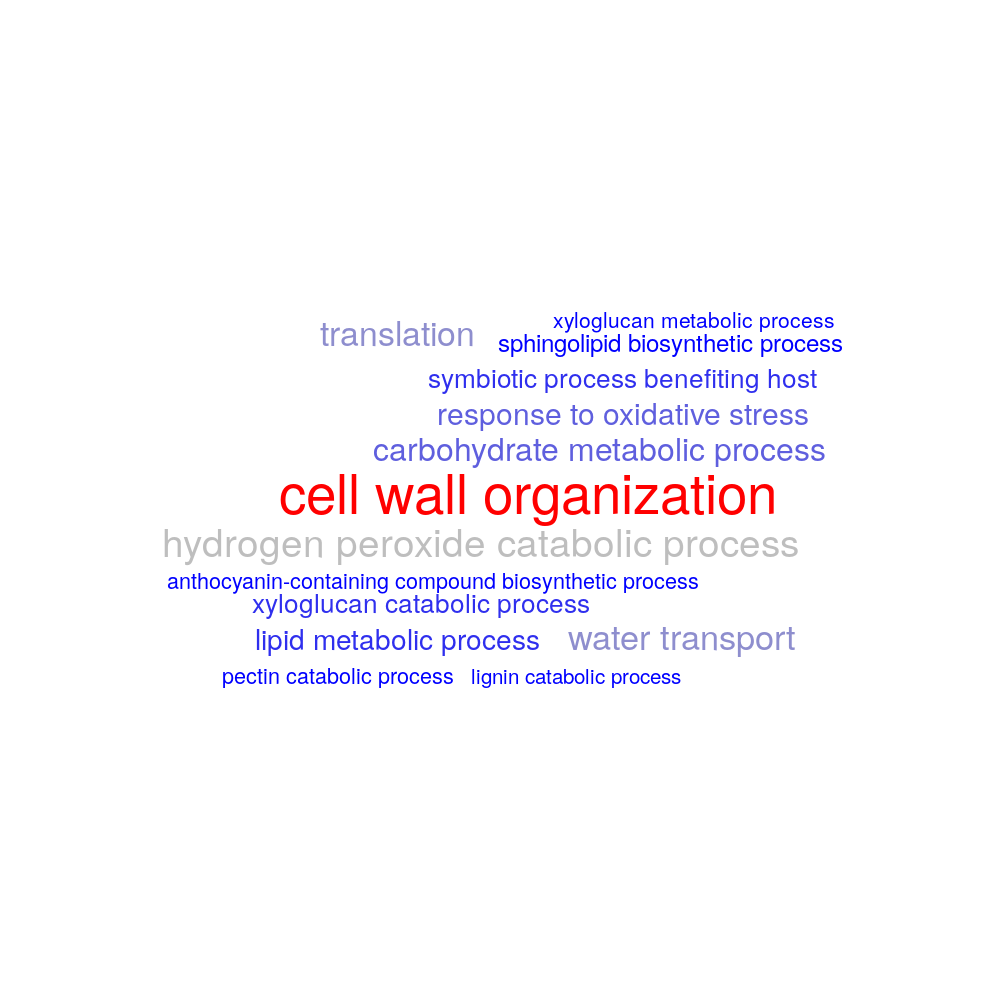 xyloglucan metabolic process
translation
sphingolipid biosynthetic process
symbiotic process benefiting host
response to oxidative stress
carbohydrate metabolic process
cell wall organization
hydrogen peroxide catabolic process
anthocyanin-containing compound biosynthetic process
xyloglucan catabolic process
lipid metabolic process
water transport
pectin catabolic process
lignin catabolic process